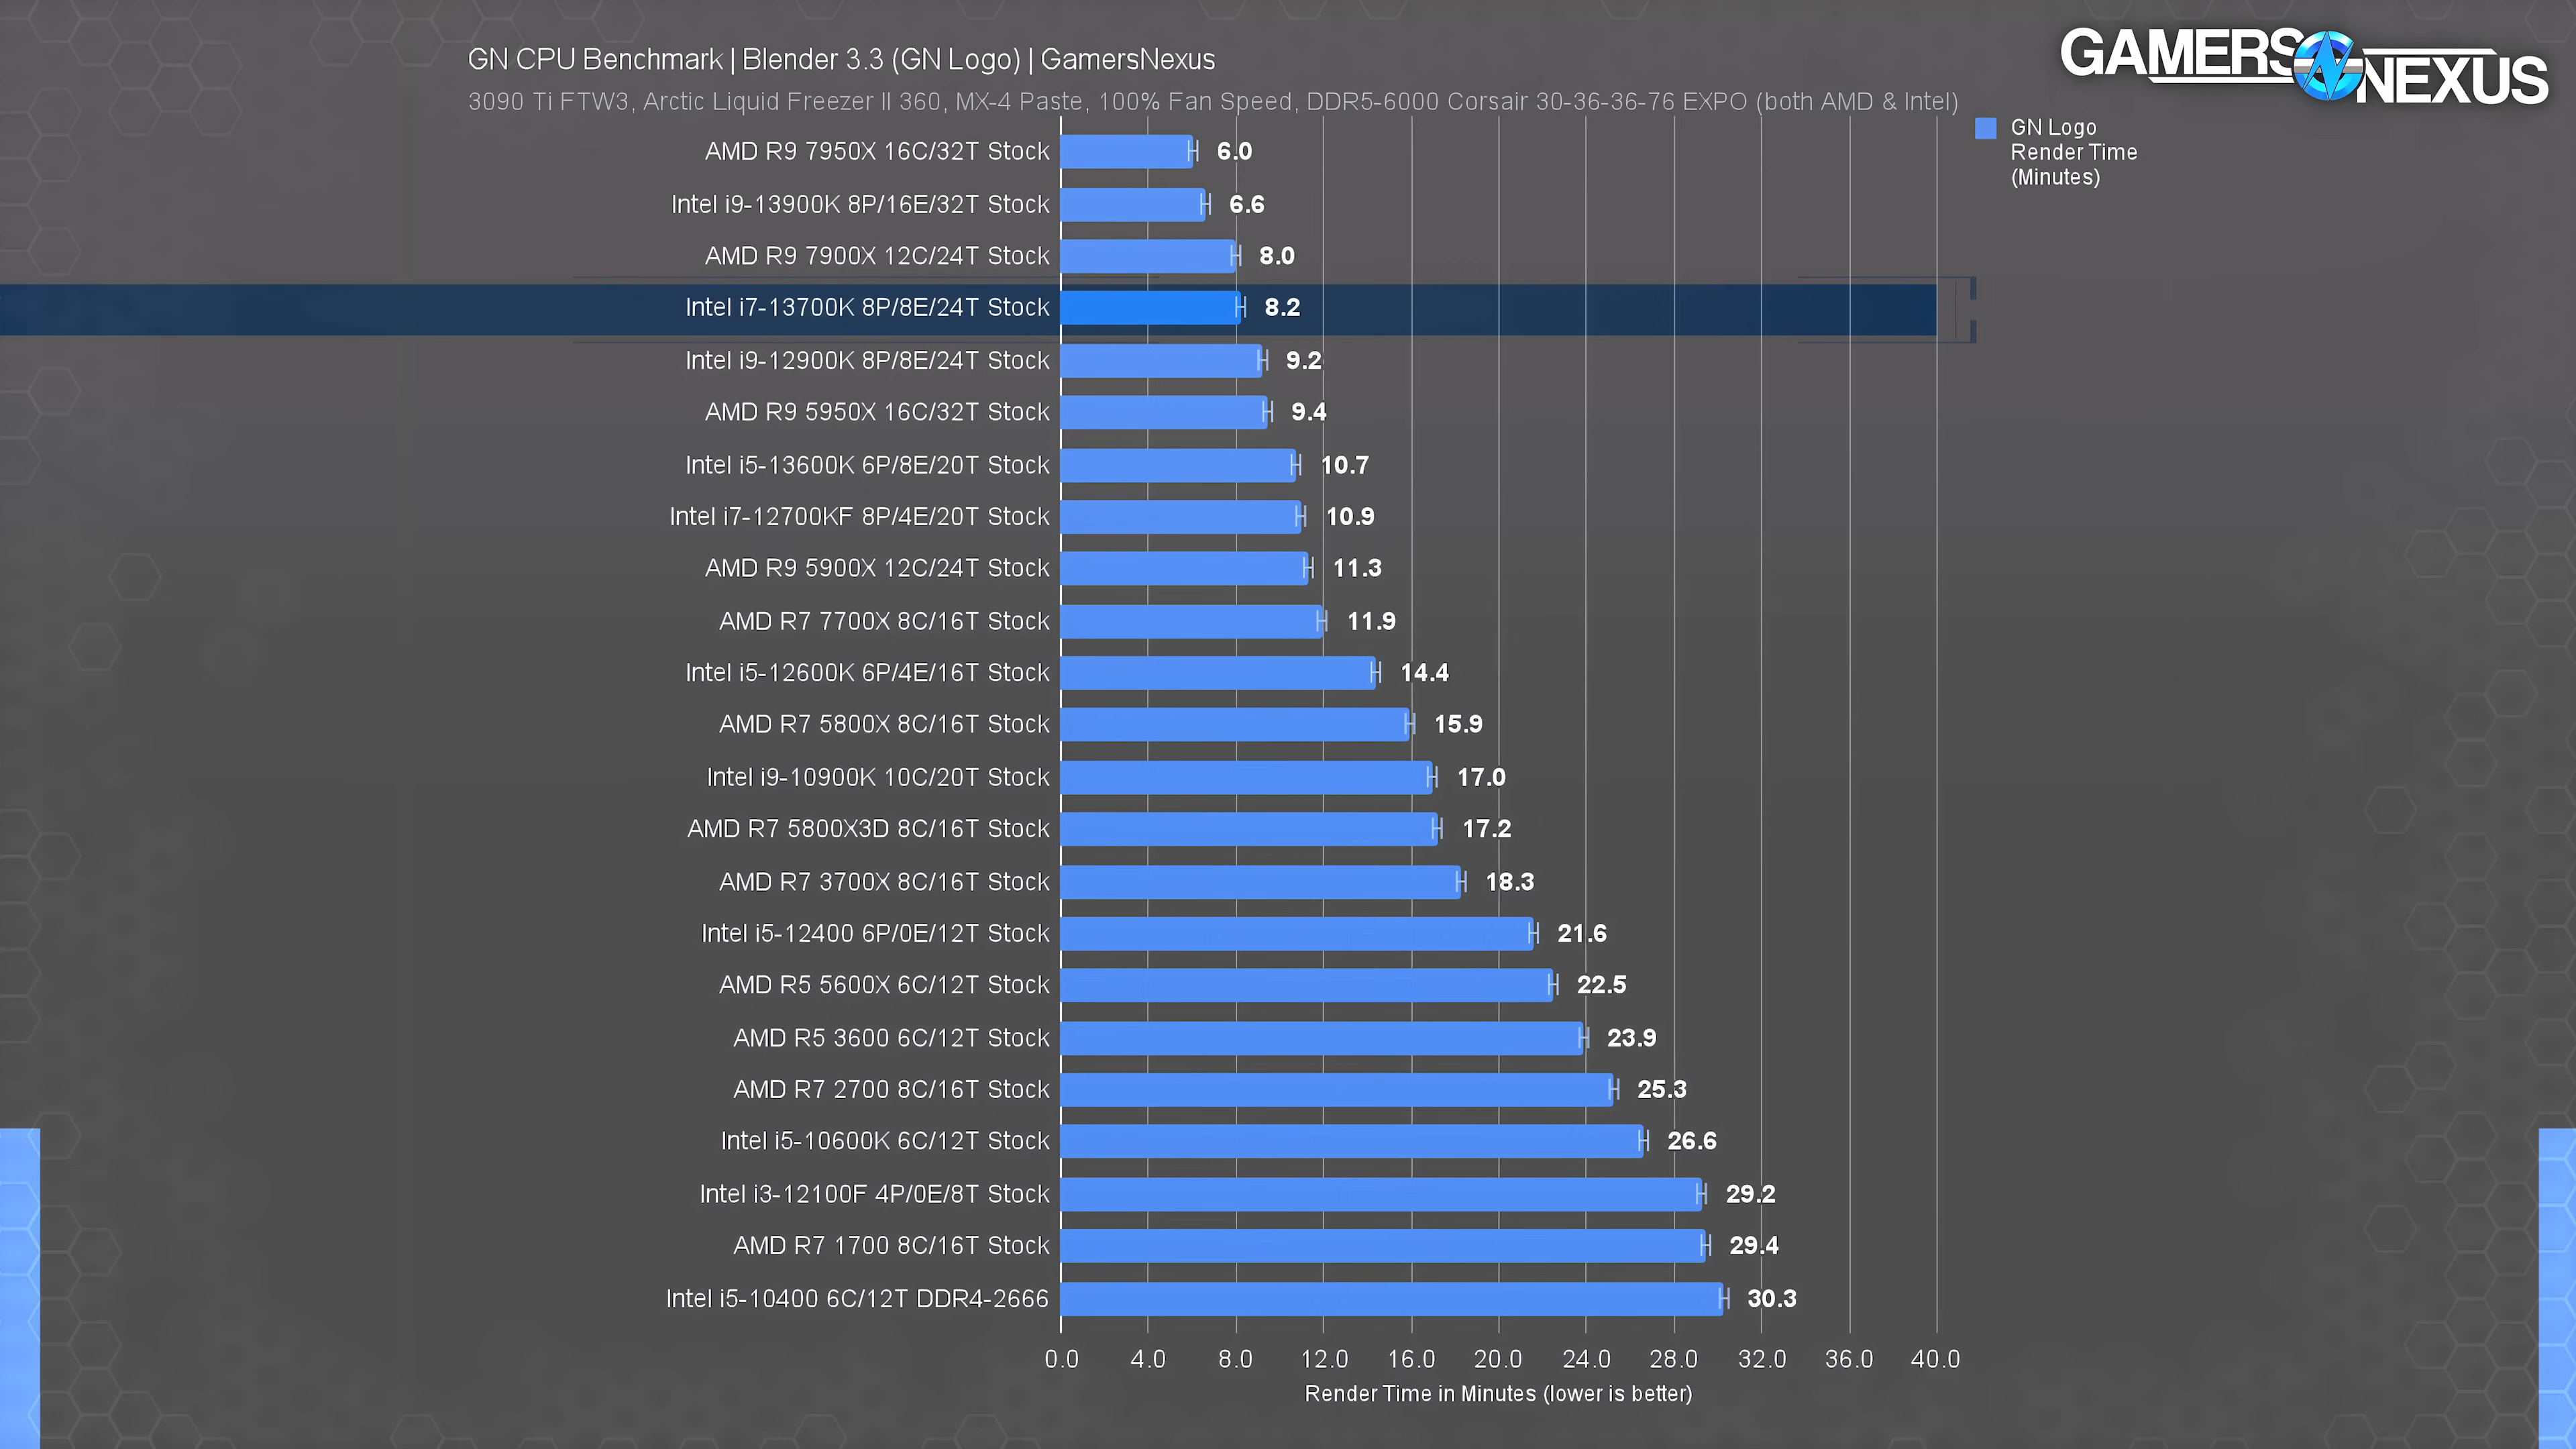 GAMERS NEXUS
GN CPU Benchmark | Blender 3.3 (GN Logo) | GamersNexus
3090 Ti FTW3, Arctic Liquid Freezer II 360, MX-4 Paste, 100% Fan Speed, DDR5-6000 Corsair 30-36-36-76 EXPO (both AMD & Intel)
GN Logo
Render Time
(Minutes)
AMD R9 7950X 16C/32T Stock 6.0
Intel i9-13900K 8P/16E/32T Stock 6.6
AMD R9 7900X 12C/24T Stock 8.0
Intel i7-13700K 8P/8E/24T Stock 8.2
Intel i9-12900K 8P/8E/24T Stock 9.2
AMD R9 5950X 16C/32T Stock 9.4
Intel i5-13600K 6P/8E/20T Stock 10.7
Intel i7-12700KF 8P/4E/20T Stock 10.9
AMD R9 5900X 12C/24T Stock 11.3
AMD R7 7700X 8C/16T Stock 11.9
Intel i5-12600K 6P/4E/16T Stock 14.4
AMD R7 5800X 8C/16T Stock 15.9
Intel i9-10900K 10C/20T Stock 17.0
AMD R7 5800X3D 8C/16T Stock 17.2
AMD R7 3700X 8C/16T Stock 18.3
Intel i5-12400 6P/0E/12T Stock 21.6
AMD R5 5600X 6C/12T Stock 22.5
AMD R5 3600 6C/12T Stock 23.9
AMD R7 2700 8C/16T Stock 25.3
Intel i5-10600K 6C/12T Stock 26.6
Intel i3-12100F 4P/0E/8T Stock 29.2
AMD R7 1700 8C/16T Stock 29.4
Intel i5-10400 6C/12T DDR4-2666 30.3
0.0 4.0 8.0 12.0 16.0 20.0 24.0 28.0 32.0 36.0 40.0
Render Time in Minutes (lower is better)